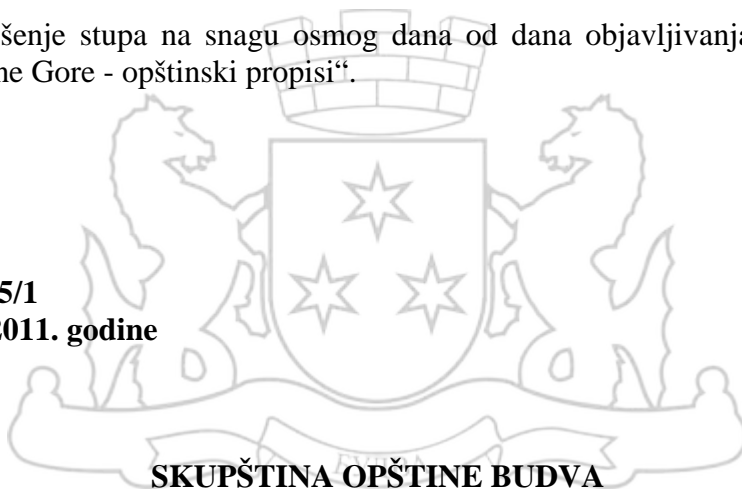 šenje stupa na snagu osmog dana od dana objavljivanja
ne Gore - opštinski propisi“.
5/1
2011. godine
SKUPŠTINA OPŠTINE BUDVA